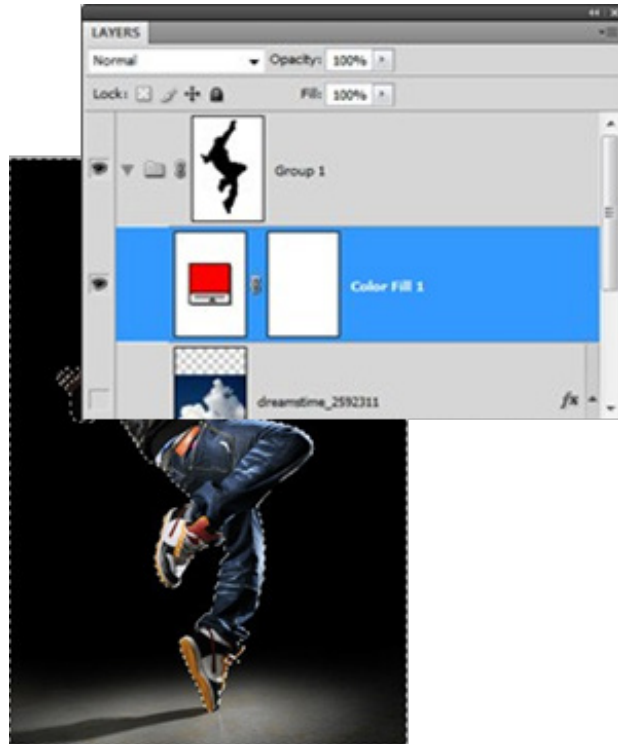 LAYERS
Normal Opacity: 100%
Lock: Fill: 100%
Group 1
Color Fill 1
dreamstime_2592311 fx